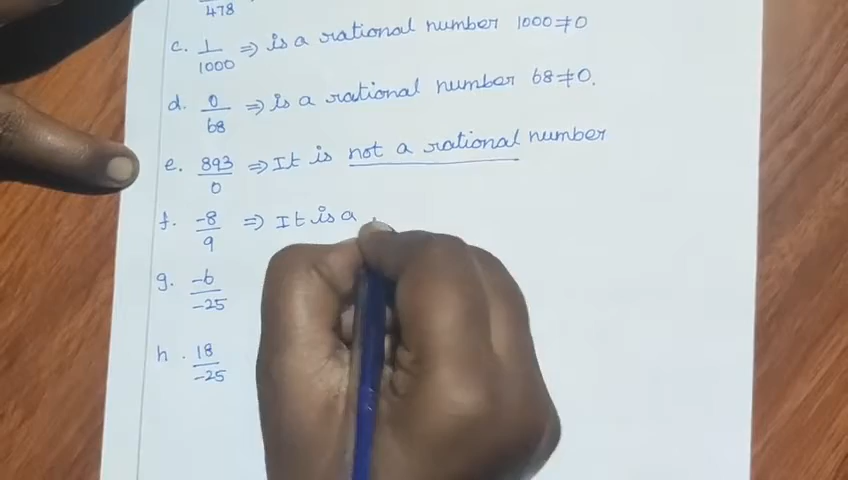 478
c. 1/1000 ⇒ is a rational number 1000≠0
d. 0/68 ⇒ is a rational number 68≠0.
e. 893/0 ⇒ It is not a rational number
f. -8/9 ⇒ It is a
g. -6/-25
h. 18/-25